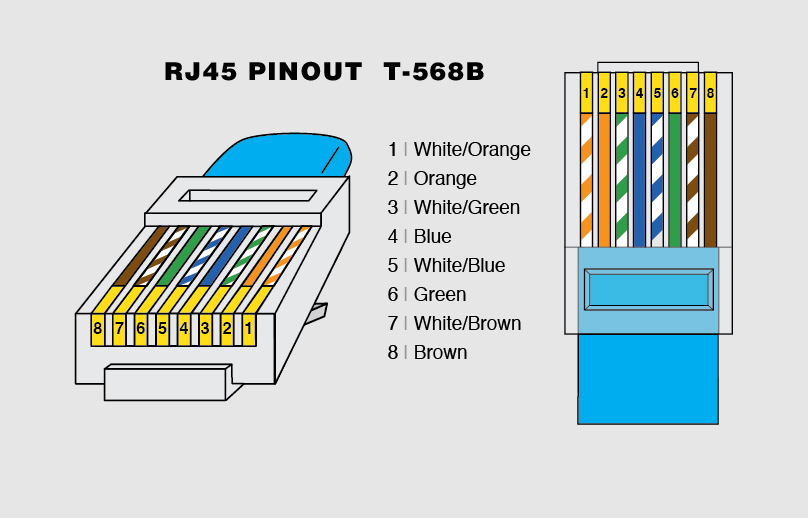 RJ45 PINOUT T-568B
1 2 3 4 5 6 7 8
1 | White/Orange
2 | Orange
3 | White/Green
4 | Blue
5 | White/Blue
6 | Green
7 | White/Brown
8 | Brown
8 7 6 5 4 3 2 1